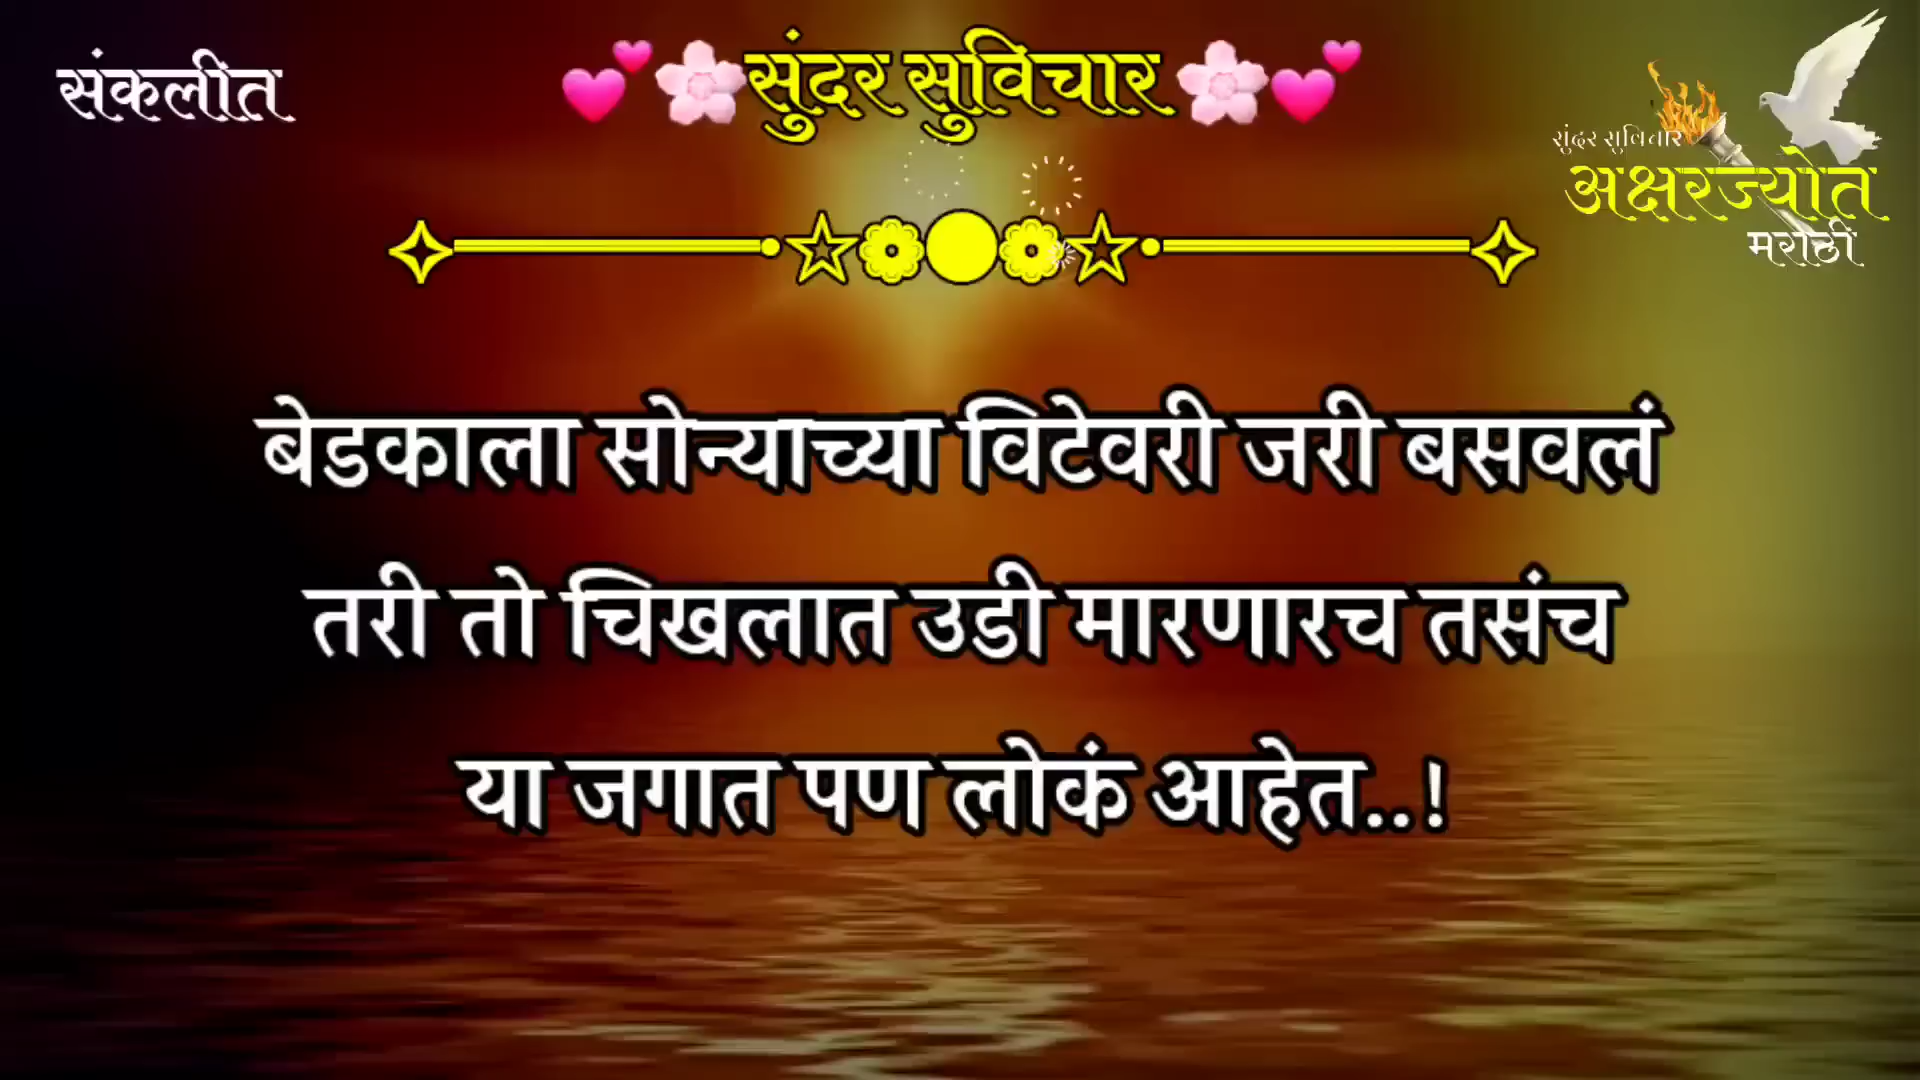 संकलीत
💕🌸सुंदर सुविचार🌸💕
सुंदर सुविचार
अक्षरज्योत
मराठी
बेडकाला सोन्याच्या विटेवरी जरी बसवलं
तरी तो चिखलात उडी मारणारच तसंच
या जगात पण लोकं आहेत..!